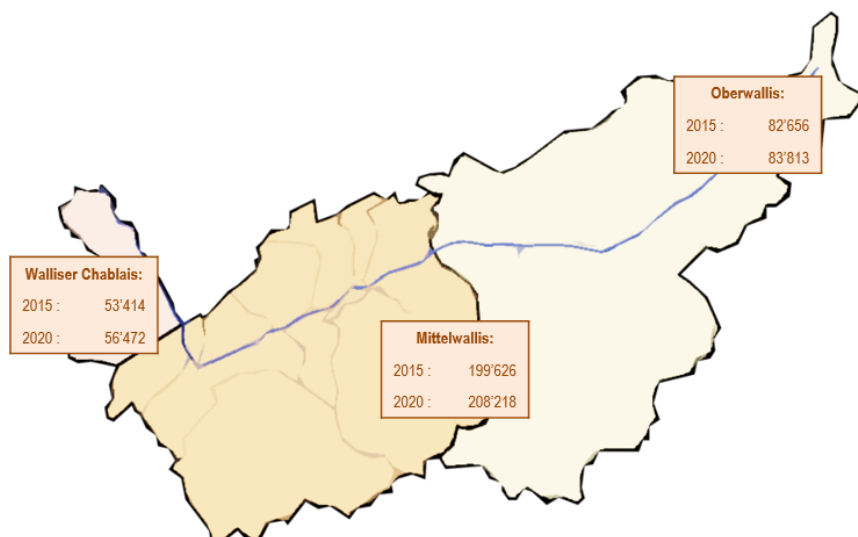 Oberwallis:
2015 : 82’656
2020 : 83’813
Walliser Chablais:
2015 : 53’414
2020 : 56’472
Mittelwallis:
2015 : 199’626
2020 : 208’218